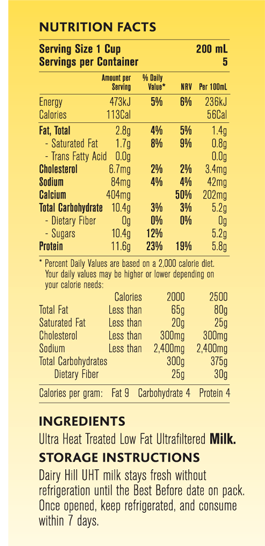 NUTRITION FACTS
Serving Size 1 Cup 200 mL
Servings per Container 5
Amount per Serving % Daily Value* NRV Per 100mL
Energy 473kJ 5% 6% 236kJ
Calories 113Cal 56Cal
Fat, Total 2.8g 4% 5% 1.4g
- Saturated Fat 1.7g 8% 9% 0.8g
- Trans Fatty Acid 0.0g 0.0g
Cholesterol 6.7mg 2% 2% 3.4mg
Sodium 84mg 4% 4% 42mg
Calcium 404mg 50% 202mg
Total Carbohydrate 10.4g 3% 3% 5.2g
- Dietary Fiber 0g 0% 0% 0g
- Sugars 10.4g 12% 5.2g
Protein 11.6g 23% 19% 5.8g
* Percent Daily Values are based on a 2,000 calorie diet.
Your daily values may be higher or lower depending on
your calorie needs:
Calories 2000 2500
Total Fat Less than 65g 80g
Saturated Fat Less than 20g 25g
Cholesterol Less than 300mg 300mg
Sodium Less than 2,400mg 2,400mg
Total Carbohydrates 300g 375g
Dietary Fiber 25g 30g
Calories per gram: Fat 9 Carbohydrate 4 Protein 4
INGREDIENTS
Ultra Heat Treated Low Fat Ultrafiltered Milk.
STORAGE INSTRUCTIONS
Dairy Hill UHT milk stays fresh without
refrigeration until the Best Before date on pack.
Once opened, keep refrigerated, and consume
within 7 days.